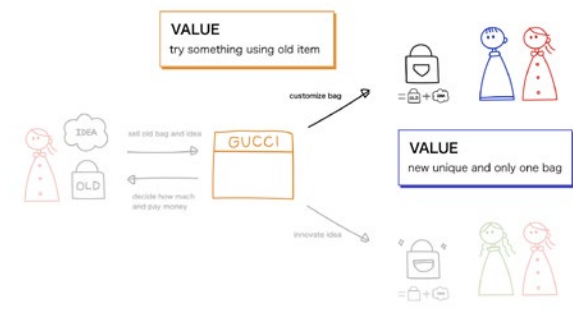 VALUE
try something using old item
customize bag
= OLD + IDEA
IDEA
sell old bag and idea
GUCCI
OLD
decide how mach
and pay money
VALUE
new unique and only one bag
innovate idea